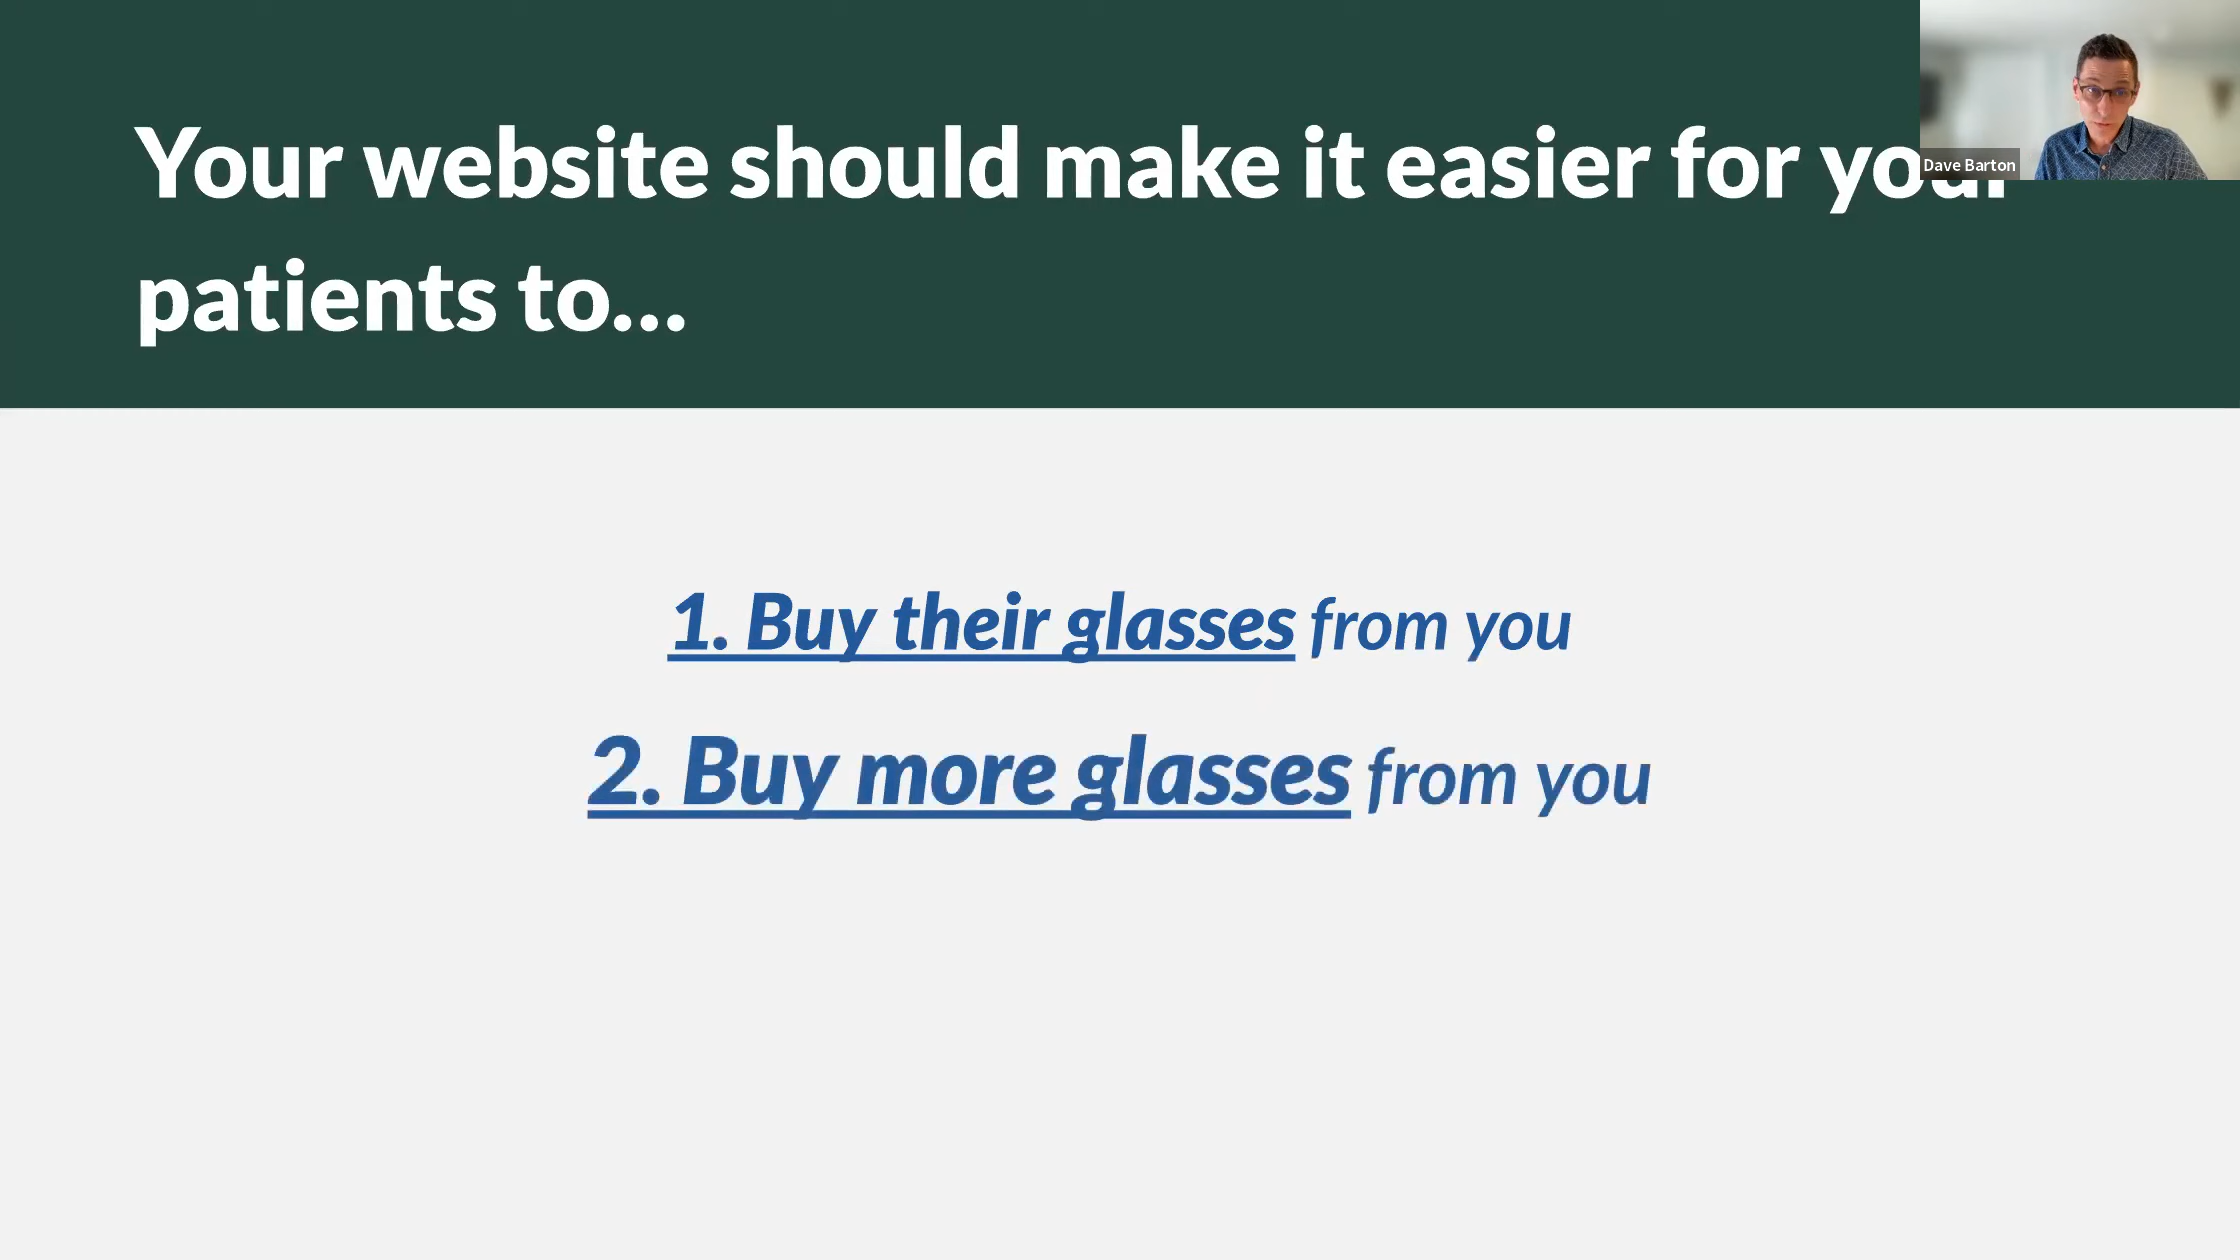 Your website should make it easier for your
patients to...
Dave Barton
1. Buy their glasses from you
2. Buy more glasses from you